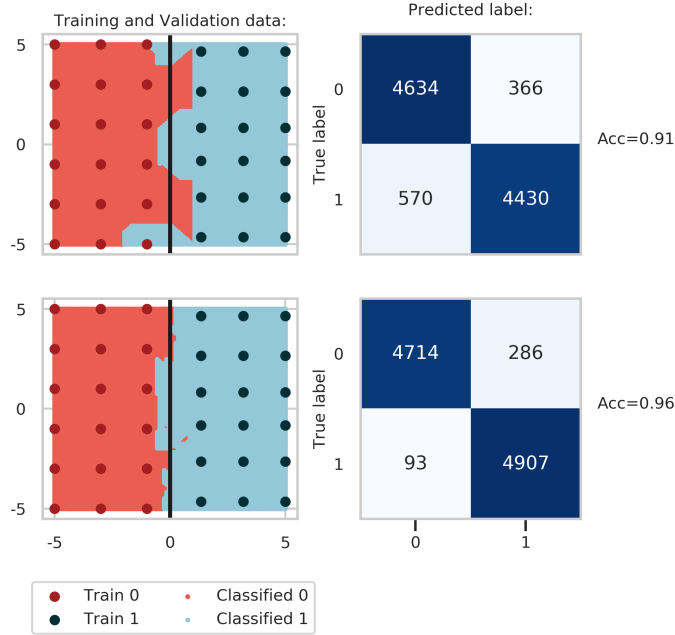 Training and Validation data:
Predicted label:
5
0
-5
True label
0
1
4634 366
570 4430
Acc=0.91
5
0
-5
-5 0 5
True label
0
1
4714 286
93 4907
0 1
Acc=0.96
Train 0 Classified 0
Train 1 Classified 1